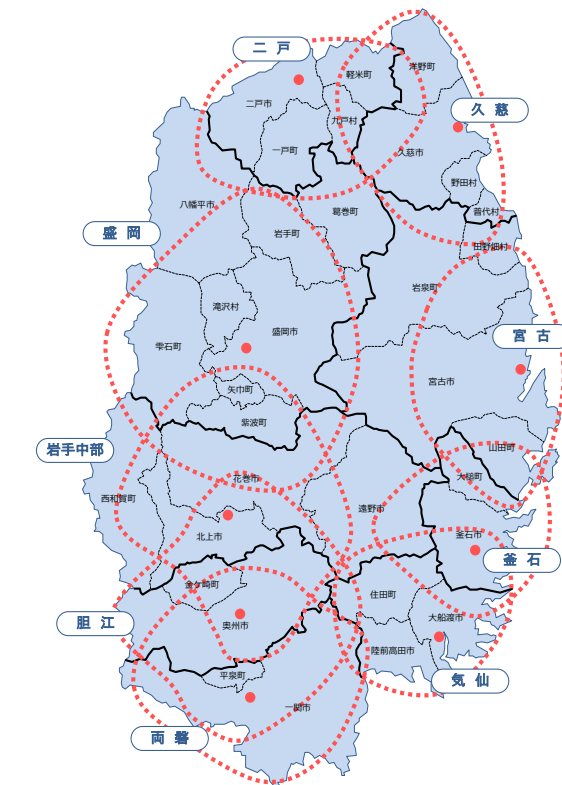 二戸
軽米町
洋野町
二戸市
久慈
九戸村
一戸町
久慈市
野田村
八幡平市
葛巻町
普代村
盛岡
岩手町
田野畑村
岩泉町
滝沢村
盛岡市
宮古
雫石町
宮古市
矢巾町
紫波町
岩手中部
山田町
花巻市
大槌町
西和賀町
遠野市
北上市
釜石市
釜石
金ケ崎町
住田町
胆江
奥州市
大船渡市
陸前高田市
平泉町
気仙
一関市
両磐